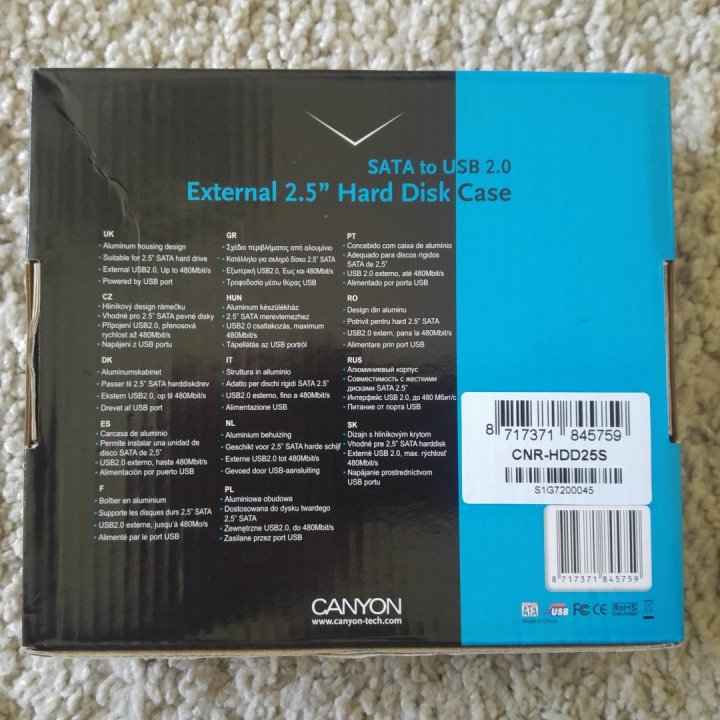 SATA to USB 2.0
External 2.5” Hard Disk Case
UK
• Aluminum housing design
• Suitable for 2.5" SATA hard drive
• External USB2.0, Up to 480Mbit/s
• Powered by USB port
CZ
• Hliníkový design rámečku
• Vhodné pro 2.5" SATA pevné disky
• Připojení USB2.0, přenosová
rychlost až 480Mbit/s
• Napájení z USB portu
DK
• Aluminumskabinet
• Passer til 2.5" SATA harddiskdrev
• Ekstern USB2.0, op til 480Mbit/s
• Drevet af USB port
ES
• Carcasa de aluminio
• Permite instalar una unidad de
disco SATA de 2,5"
• USB2.0 externo, hasta 480Mbit/s
• Alimentación por puerto USB
F
• Boîtier en aluminium
• Supporte les disques durs 2,5" SATA
• USB2.0 externe, jusqu'à 480Mo/s
• Alimenté par le port USB
GR
• Σχέδιο περιβλήματος από αλουμίνιο
• Κατάλληλο για σκληρό δίσκο 2,5" SATA
• Εξωτερική USB2.0, Έως και 480Mbit/s
• Τροφοδοσία μέσω θύρας USB
HUN
• Aluminum készülékház
• 2.5" SATA merevlemezhez
• USB2.0 csatlakozás, maximum
480Mbit/s
• Tápellátás az USB portról
IT
• Struttura in alluminio
• Adatto per dischi rigidi SATA 2.5"
• USB2.0 esterno, fino a 480Mbit/s
• Alimentazione USB
NL
• Aluminium behuizing
• Geschikt voor 2,5" SATA harde schijf
• Externe USB2.0 tot 480Mbit/s
• Gevoed door USB-aansluiting
PL
• Aluminiowa obudowa
• Dostosowana do dysku twardego
2,5" SATA
• Zewnętrzne USB2.0, do 480Mbit/s
• Zasilane przez port USB
PT
• Concebido com caixa de alumínio
• Adequado para discos rígidos
SATA de 2,5"
• USB 2.0 externo, até 480Mbit/s
• Alimentado por porta USB
RO
• Design din aluminu
• Potrivit pentru hard 2.5" SATA
• USB2.0 extern, pana la 480Mbit/s
• Alimentare prin port USB
RUS
• Алюминиевый корпус
• Совместимость с жесткими
дисками SATA 2.5"
• Интерфейс USB 2.0, до 480 Мбит/с
• Питание от порта USB
SK
• Dizajn s hliníkovým krytom
• Vhodné pre 2,5" SATA harddisk
• Externé USB 2.0, max. rýchlosť
480Mbit/s
• Napájanie prostredníctvom
USB portu
8 717371 845759
CNR-HDD25S
S1G7200045
8 717371 845759
CANYON
www.canyon-tech.com
SATA USB FC CE RoHS
Made in China